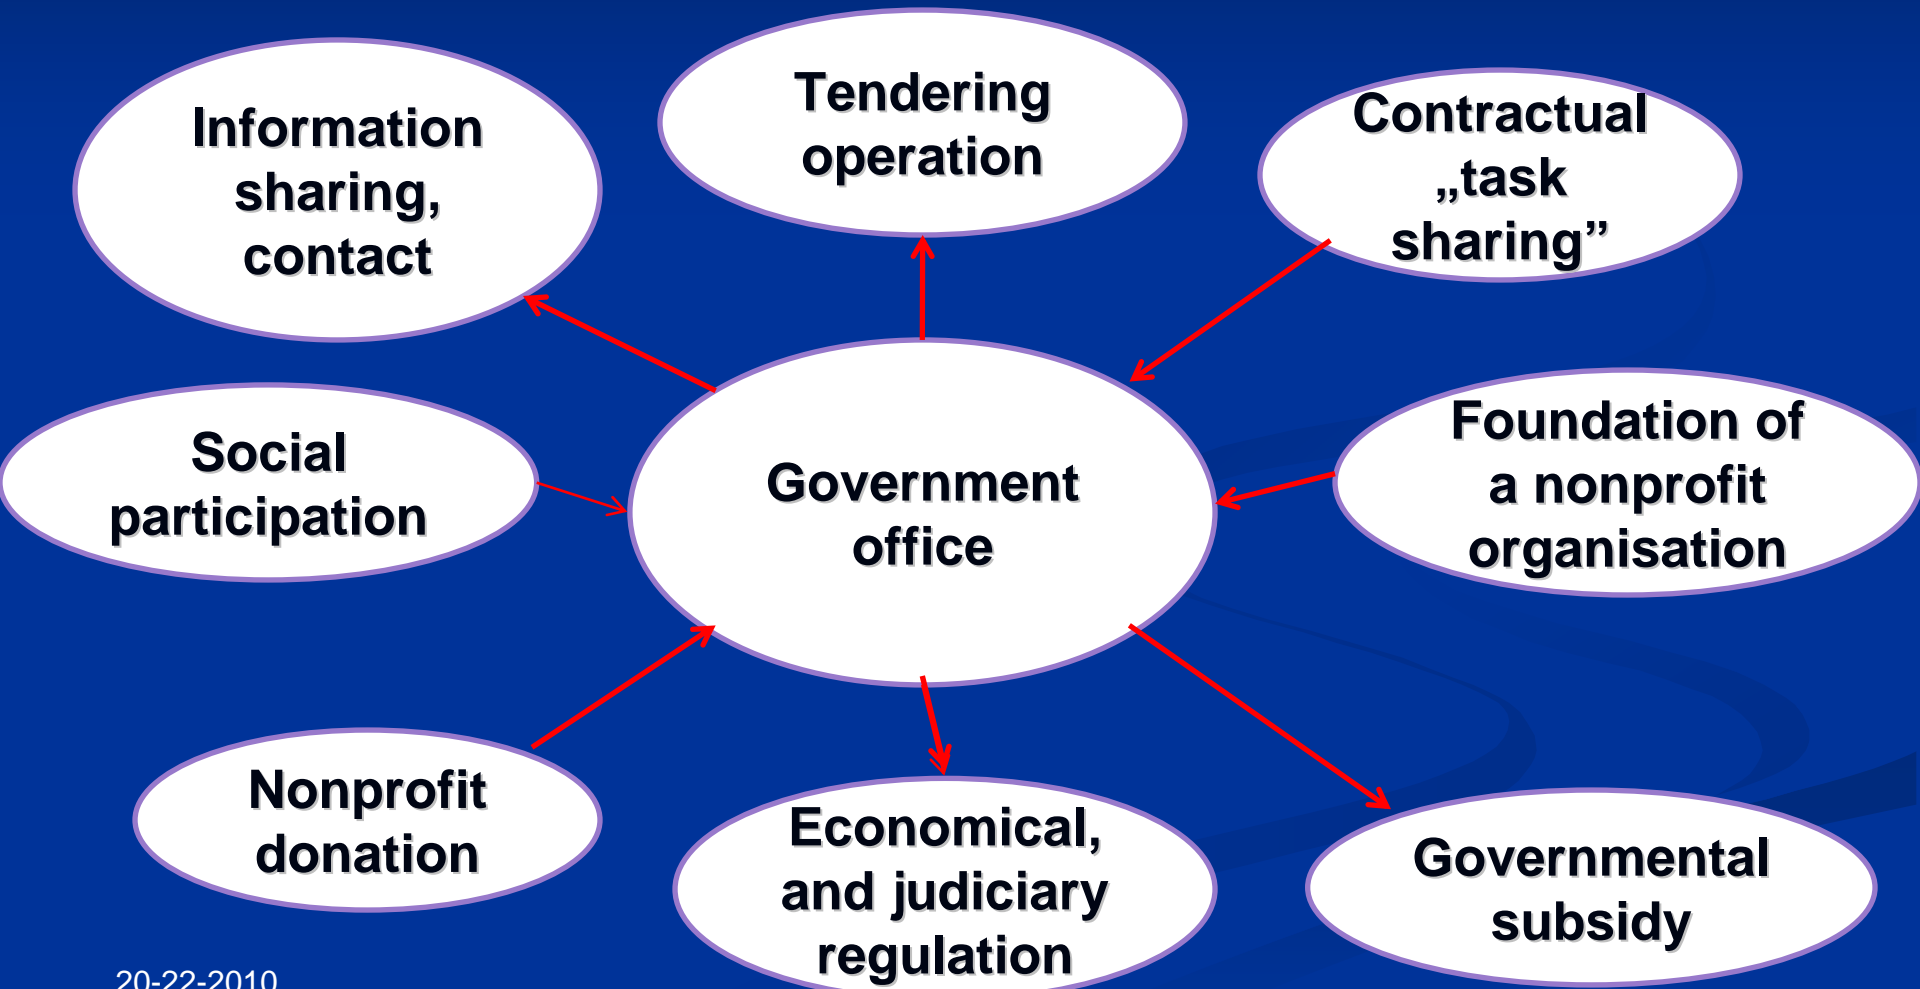 Information
sharing,
contact
Tendering
operation
Contractual
„task
sharing”
Social
participation
Government
office
Foundation of
a nonprofit
organisation
Nonprofit
donation
Economical,
and judiciary
regulation
Governmental
subsidy
20-22-2010